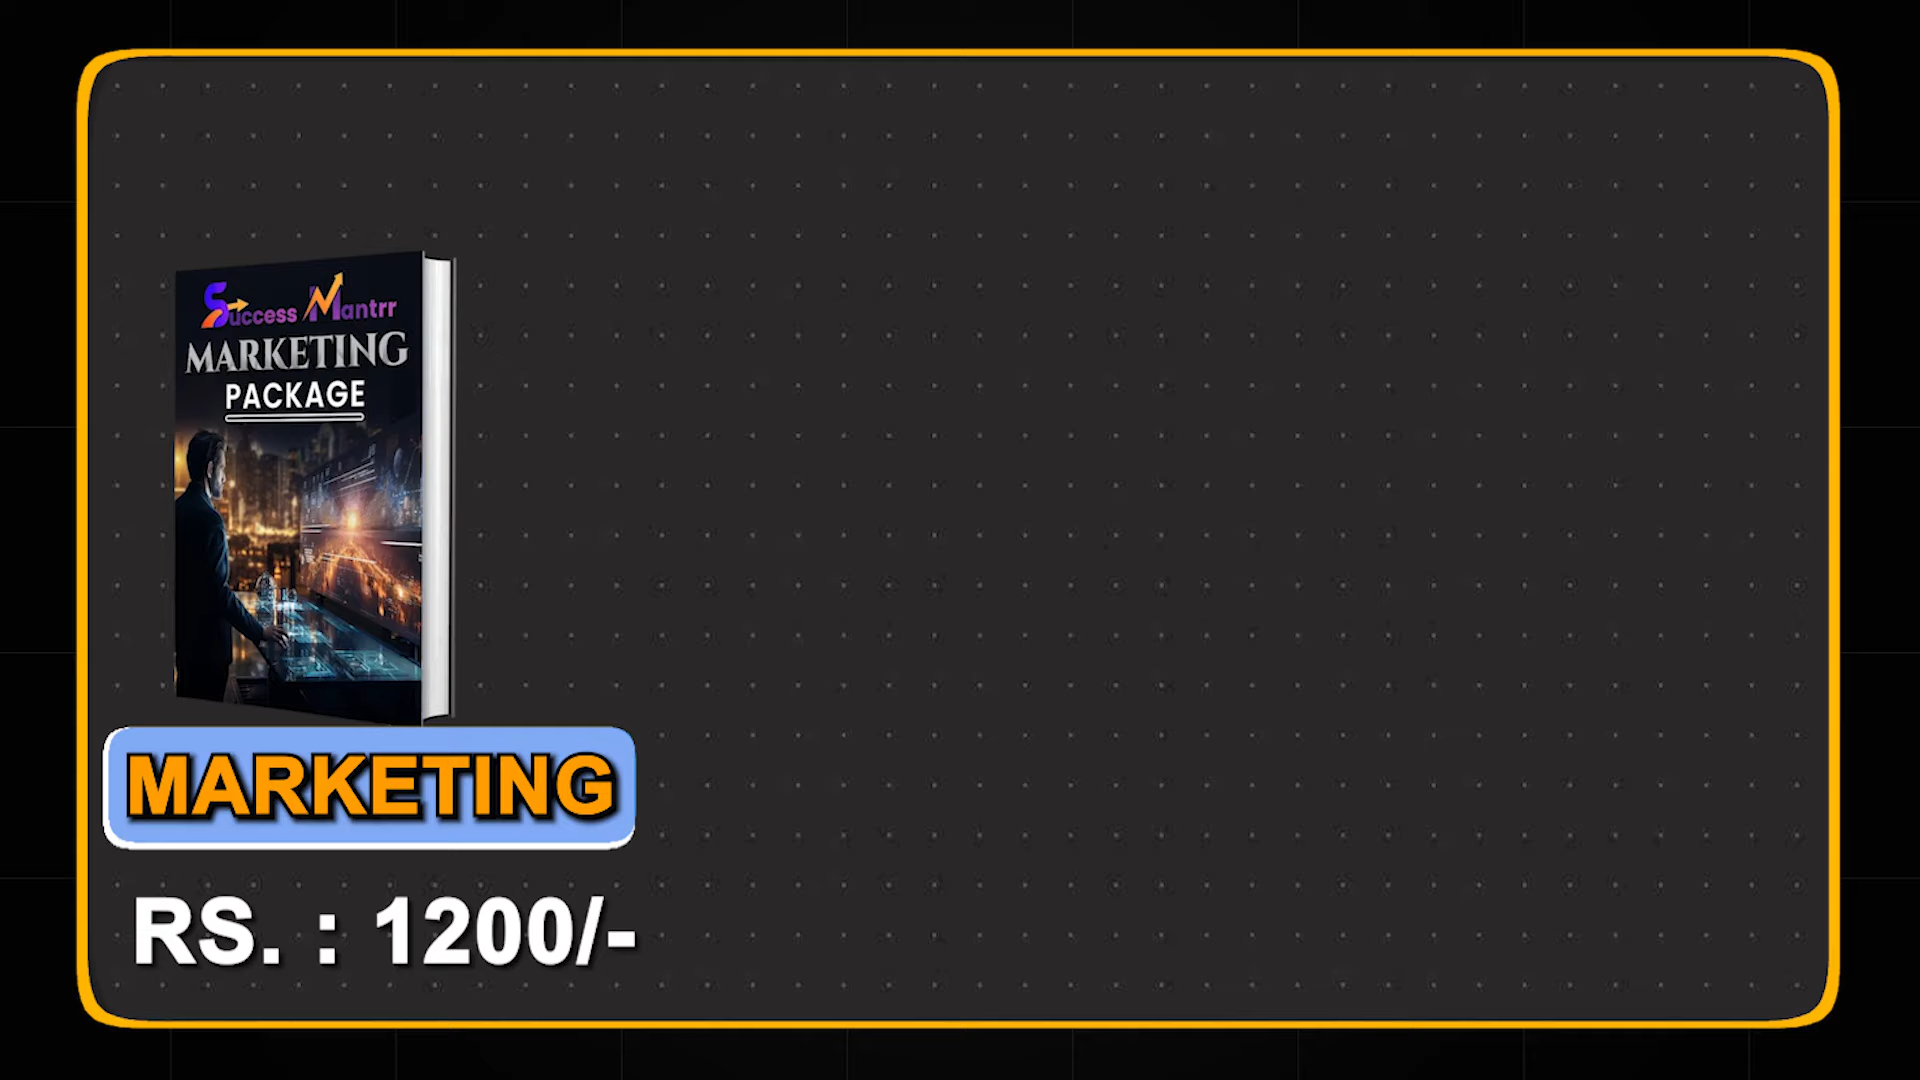 Success Mantrr
MARKETING
PACKAGE
MARKETING
RS. : 1200/-